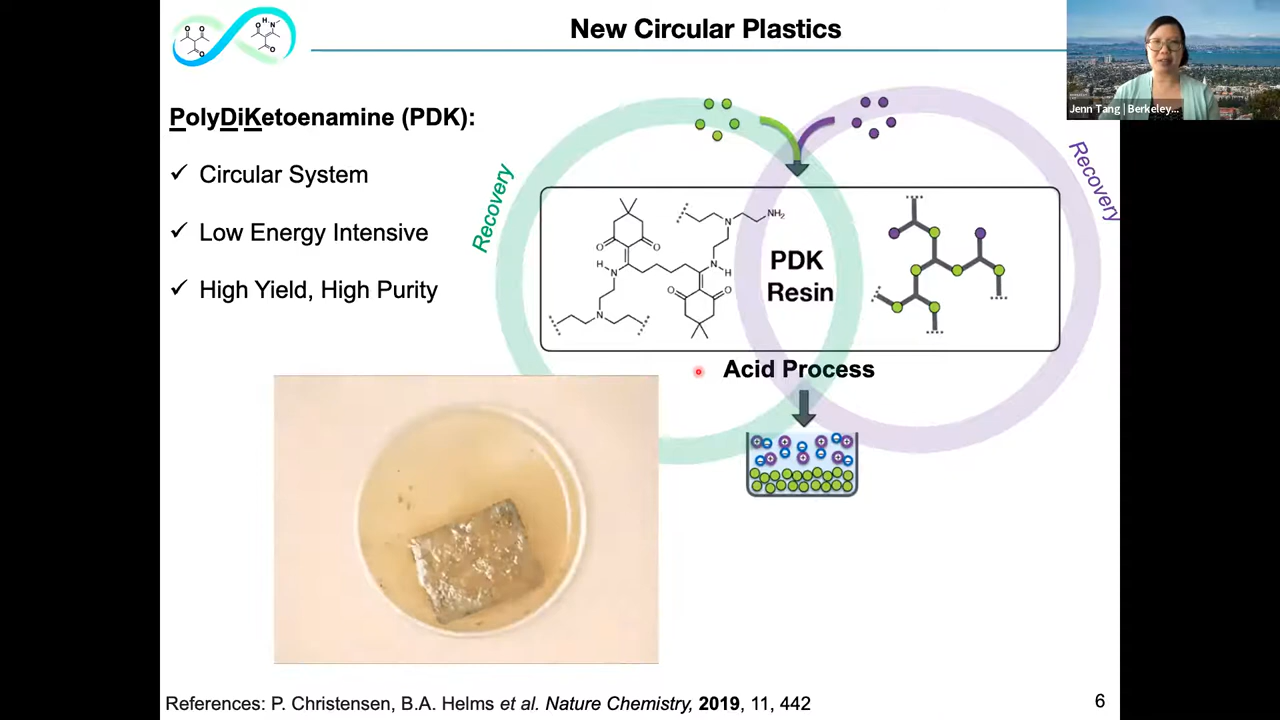 New Circular Plastics
Jenn Tang | Berkeley...
PolyDiKetoenamine (PDK):
✓ Circular System
✓ Low Energy Intensive
✓ High Yield, High Purity
Recovery
Recovery
O O
O
H
O N
O
O O
H N
N
N NH₂
N H
O O
N
PDK
Resin
Acid Process
References: P. Christensen, B.A. Helms et al. Nature Chemistry, 2019, 11, 442
6